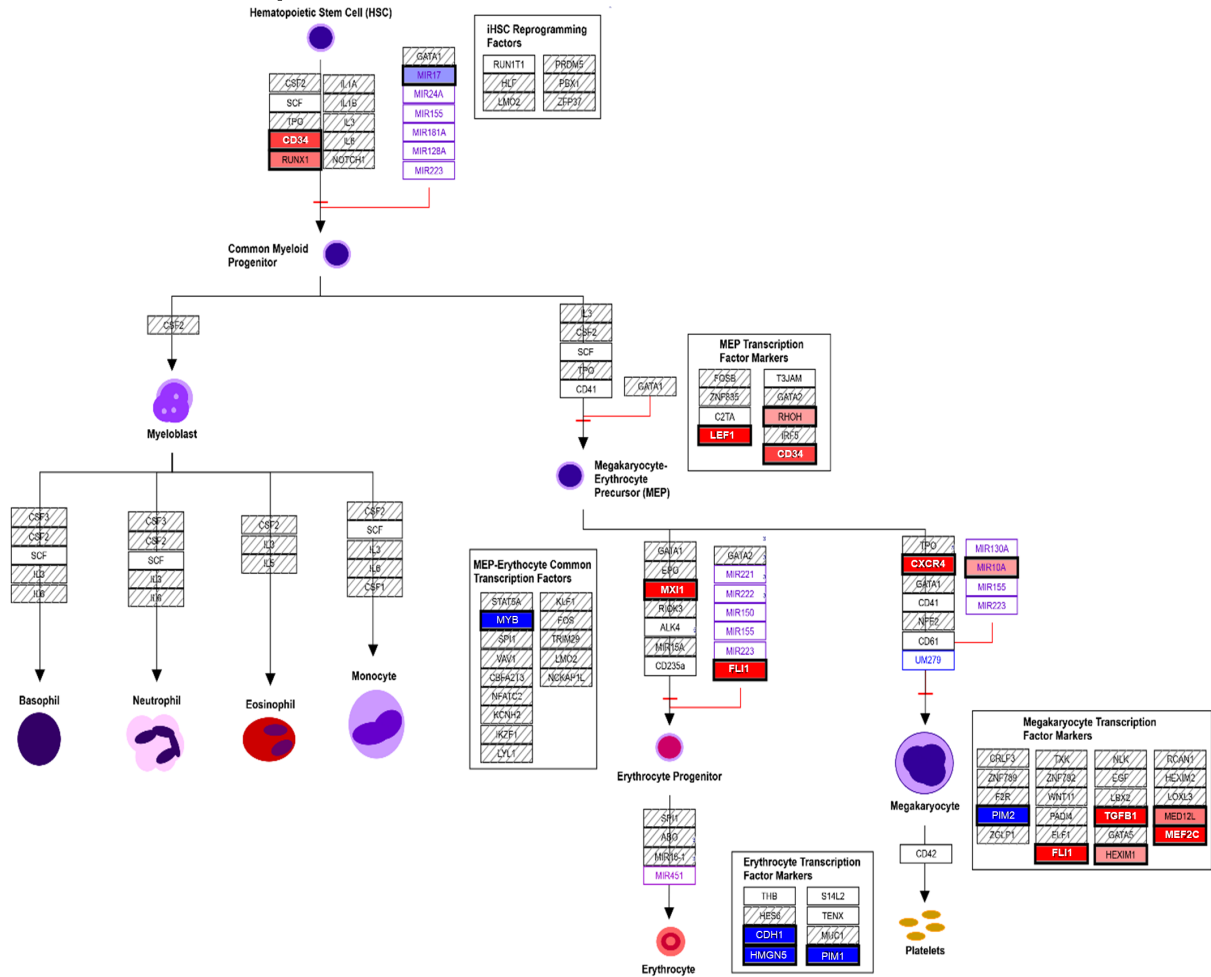 Hematopoietic Stem Cell (HSC)
CSF2
SCF
TPO
CD34
RUNX1
IL1A
IL1B
IL3
IL6
NOTCH1
GATA1
MIR17
MIR24A
MIR155
MIR181A
MIR128A
MIR223
iHSC Reprogramming
Factors
RUN1T1
HLF
LMO2
PRDM5
PBX1
ZFP37
Common Myeloid
Progenitor
CSF2
Myeloblast
IL3
CSF2
SCF
TPO
CD41
GATA1
MEP Transcription
Factor Markers
FOSB
ZNF835
C2TA
LEF1
T3JAM
GATA2
RHOH
IRF5
CD34
Megakaryocyte-
Erythrocyte
Precursor (MEP)
CSF3
CSF2
SCF
IL3
IL6
Basophil
CSF3
CSF2
SCF
IL3
IL6
Neutrophil
CSF2
IL3
IL5
Eosinophil
CSF2
SCF
IL3
IL6
CSF1
Monocyte
MEP-Erythocyte Common
Transcription Factors
STAT5A
MYB
SPI1
VAV1
CBFA2T3
NFATC2
KCNH2
IKZF1
LYL1
KLF1
FOS
TRIM29
LMO2
NCKAP1L
GATA1
EPO
MXI1
RIOK3
ALK4
MIR15A
CD235a
GATA2
MIR221
MIR222
MIR150
MIR155
MIR223
FLI1
Erythrocyte Progenitor
SPI1
ABO
MIR16-1
MIR451
Erythrocyte
Erythrocyte Transcription
Factor Markers
THB
HES6
CDH1
HMGN5
S14L2
TENX
MUC1
PIM1
TPO
CXCR4
GATA1
CD41
NFE2
CD61
UM279
MIR130A
MIR10A
MIR155
MIR223
Megakaryocyte
CD42
Platelets
Megakaryocyte Transcription
Factor Markers
CRLF3
ZNF789
F2R
PIM2
ZGLP1
TXK
ZNF792
WNT11
PADI4
ELF1
FLI1
NLK
EGF
LBX2
TGFB1
GATA5
HEXIM1
RCAN1
HEXIM2
LOXL3
MED12L
MEF2C